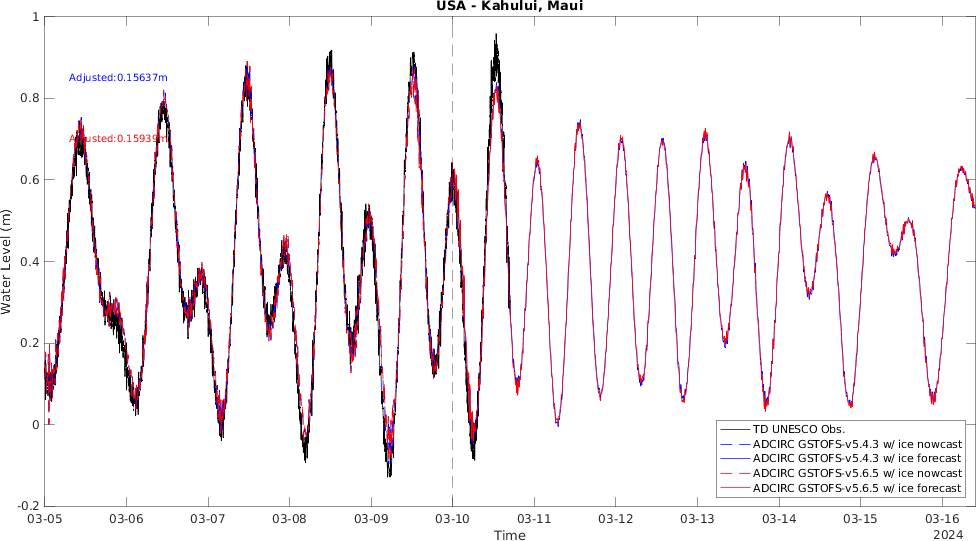 USA - Kahului, Maui
1
0.8
0.6
0.4
0.2
0
-0.2
Water Level (m)
Adjusted:0.15637m
Adjusted:0.15939m
TD UNESCO Obs.
ADCIRC GSTOFS-v5.4.3 w/ ice nowcast
ADCIRC GSTOFS-v5.4.3 w/ ice forecast
ADCIRC GSTOFS-v5.6.5 w/ ice nowcast
ADCIRC GSTOFS-v5.6.5 w/ ice forecast
03-05 03-06 03-07 03-08 03-09 03-10 03-11 03-12 03-13 03-14 03-15 03-16
Time
2024